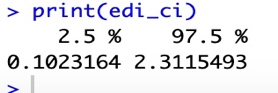 > print(edi_ci)
2.5 % 97.5 %
0.1023164 2.3115493
>